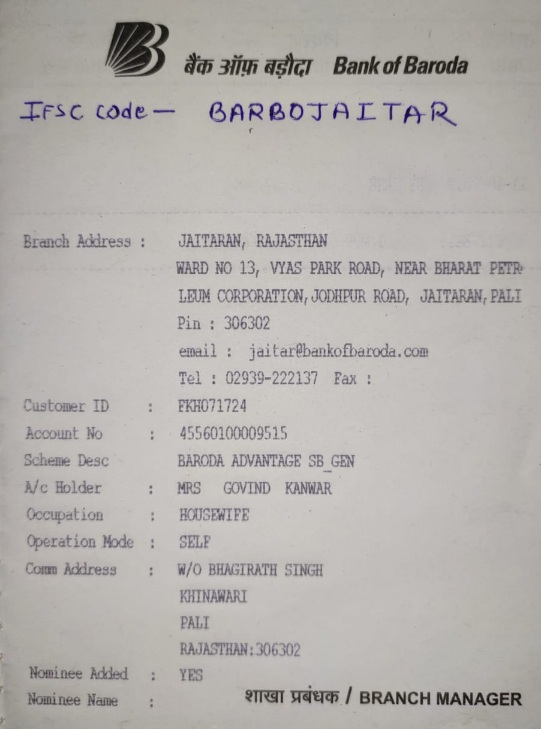 बैंक ऑफ़ बड़ौदा Bank of Baroda
IFSC Code - BARBOJAITAR
Branch Address : JAITARAN, RAJASTHAN
WARD NO 13, VYAS PARK ROAD, NEAR BHARAT PETR
LEUM CORPORATION, JODHPUR ROAD, JAITARAN, PALI
Pin : 306302
email : jaitar@bankofbaroda.com
Tel : 02939-222137 Fax :
Customer ID : FKH071724
Account No : 45560100009515
Scheme Desc BARODA ADVANTAGE SB_GEN
A/c Holder : MRS GOVIND KANWAR
Occupation : HOUSEWIFE
Operation Mode : SELF
Comm Address : W/O BHAGIRATH SINGH
KHINAWARI
PALI
RAJASTHAN:306302
Nominee Added : YES
Nominee Name :
शाखा प्रबंधक / BRANCH MANAGER